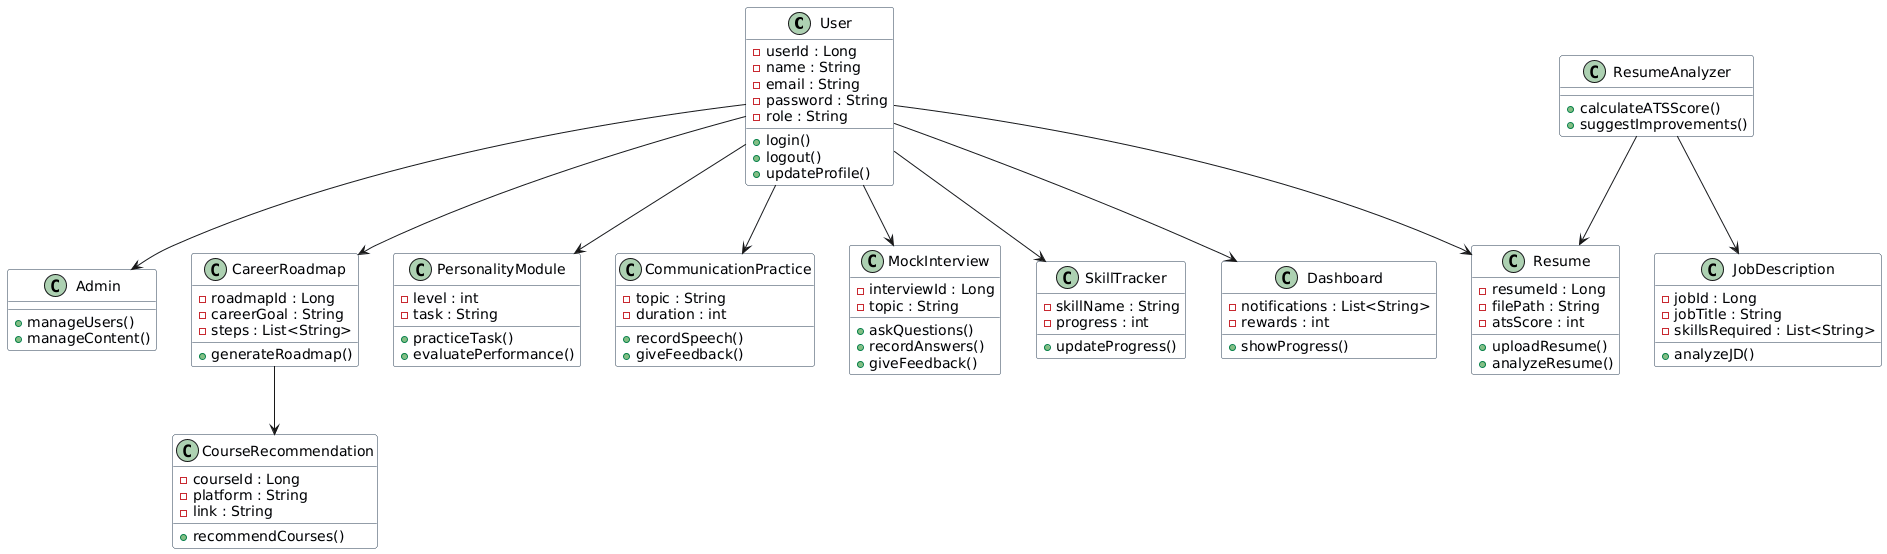 C User
userId : Long
name : String
email : String
password : String
role : String
login()
logout()
updateProfile()
C ResumeAnalyzer
calculateATSScore()
suggestImprovements()
C Admin
manageUsers()
manageContent()
C CareerRoadmap
roadmapId : Long
careerGoal : String
steps : List<String>
generateRoadmap()
C PersonalityModule
level : int
task : String
practiceTask()
evaluatePerformance()
C CommunicationPractice
topic : String
duration : int
recordSpeech()
giveFeedback()
C MockInterview
interviewId : Long
topic : String
askQuestions()
recordAnswers()
giveFeedback()
C SkillTracker
skillName : String
progress : int
updateProgress()
C Dashboard
notifications : List<String>
rewards : int
showProgress()
C Resume
resumeId : Long
filePath : String
atsScore : int
uploadResume()
analyzeResume()
C JobDescription
jobId : Long
jobTitle : String
skillsRequired : List<String>
analyzeJD()
C CourseRecommendation
courseId : Long
platform : String
link : String
recommendCourses()